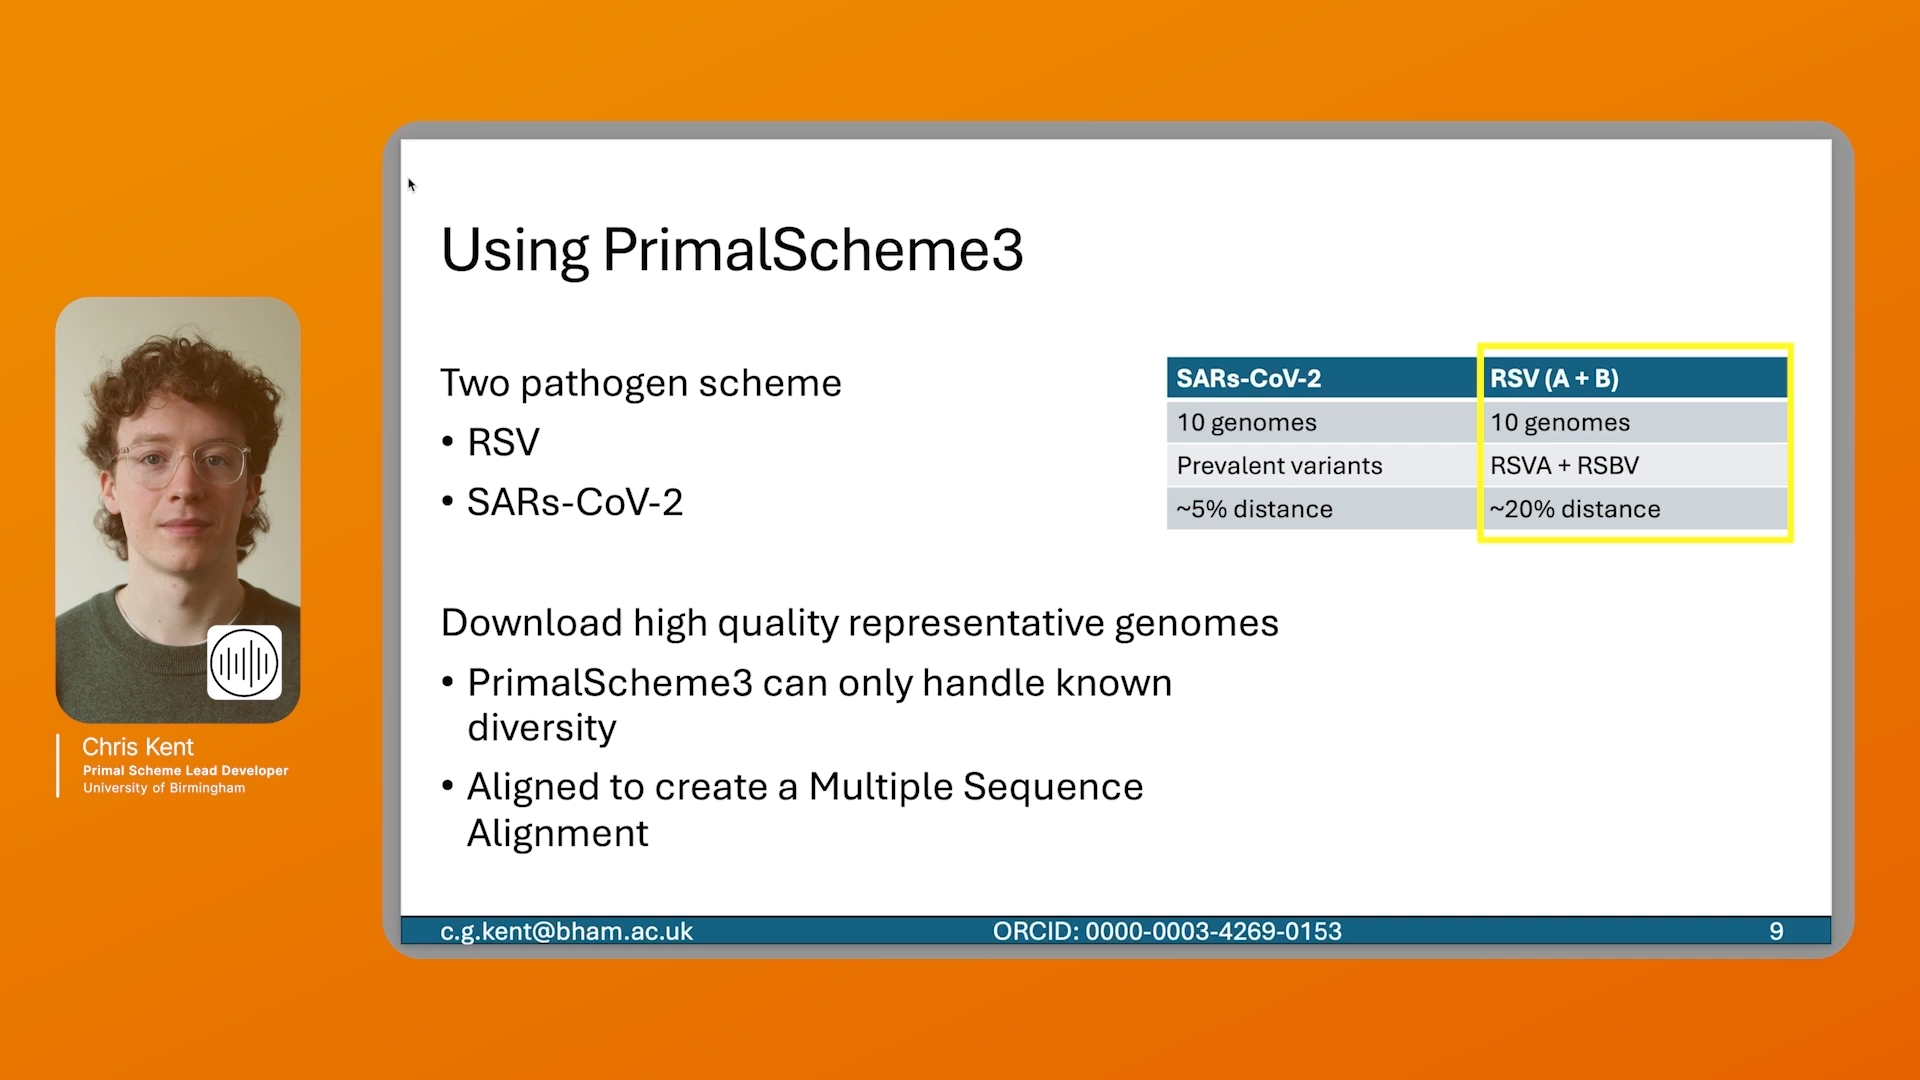 Using PrimalScheme3
Two pathogen scheme
• RSV
• SARs-CoV-2
SARs-CoV-2 RSV (A + B)
10 genomes 10 genomes
Prevalent variants RSVA + RSBV
~5% distance ~20% distance
Download high quality representative genomes
• PrimalScheme3 can only handle known
diversity
• Aligned to create a Multiple Sequence
Alignment
c.g.kent@bham.ac.uk ORCID: 0000-0003-4269-0153 9
Chris Kent
Primal Scheme Lead Developer
University of Birmingham